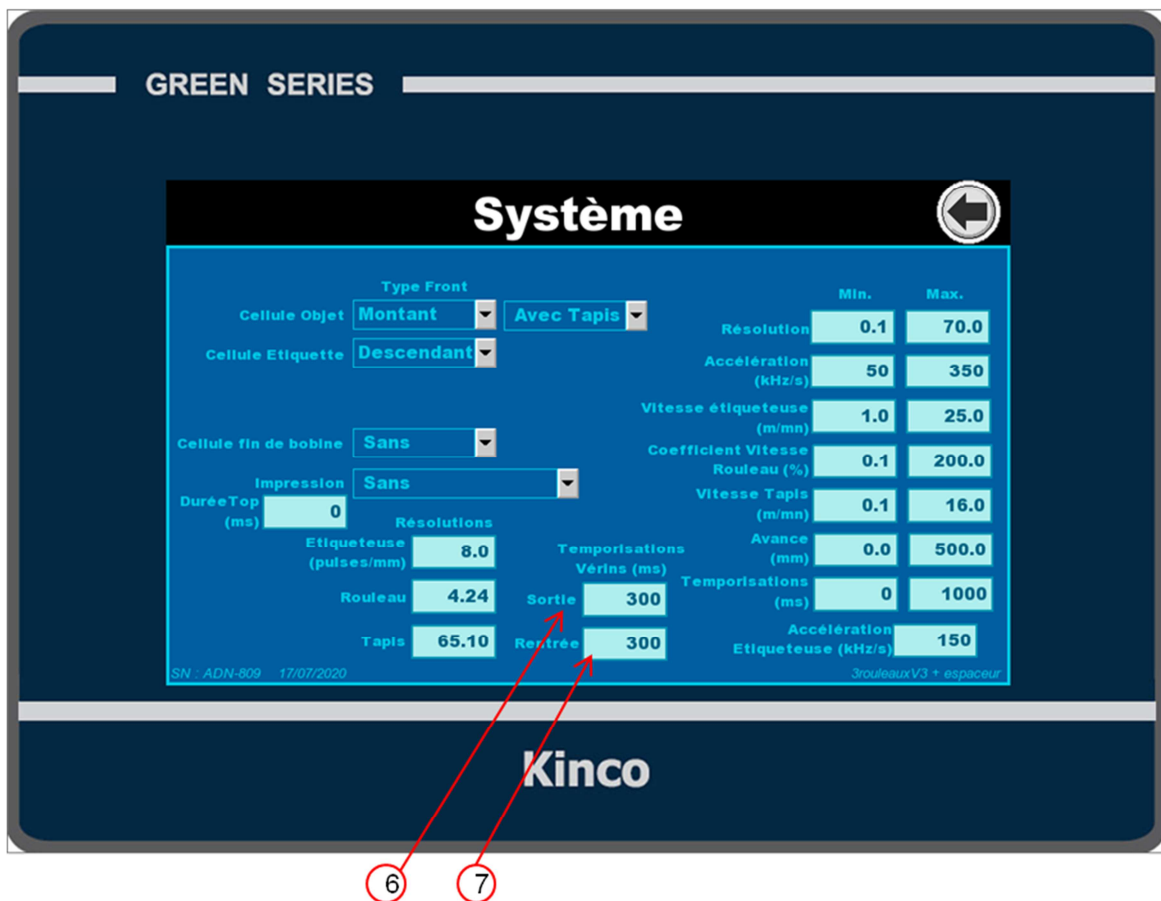 GREEN SERIES
Système
Type Front
Cellule Objet Montant Avec Tapis
Cellule Etiquette Descendant
Cellule fin de bobine Sans
Impression Sans
DuréeTop
(ms) 0
Résolutions
Etiqueteuse
(pulses/mm) 8.0
Rouleau 4.24
Tapis 65.10
Temporisations
Vérins (ms)
Sortie 300
Rentrée 300
Min. Max.
Résolution 0.1 70.0
Accélération
(kHz/s) 50 350
Vitesse étiqueteuse
(m/mn) 1.0 25.0
Coefficient Vitesse
Rouleau (%) 0.1 200.0
Vitesse Tapis
(m/mn) 0.1 16.0
Avance
(mm) 0.0 500.0
Temporisations
(ms) 0 1000
Accélération
Etiqueteuse (kHz/s) 150
SN : ADN-809 17/07/2020
3rouleauxV3 + espaceur
Kinco
6 7